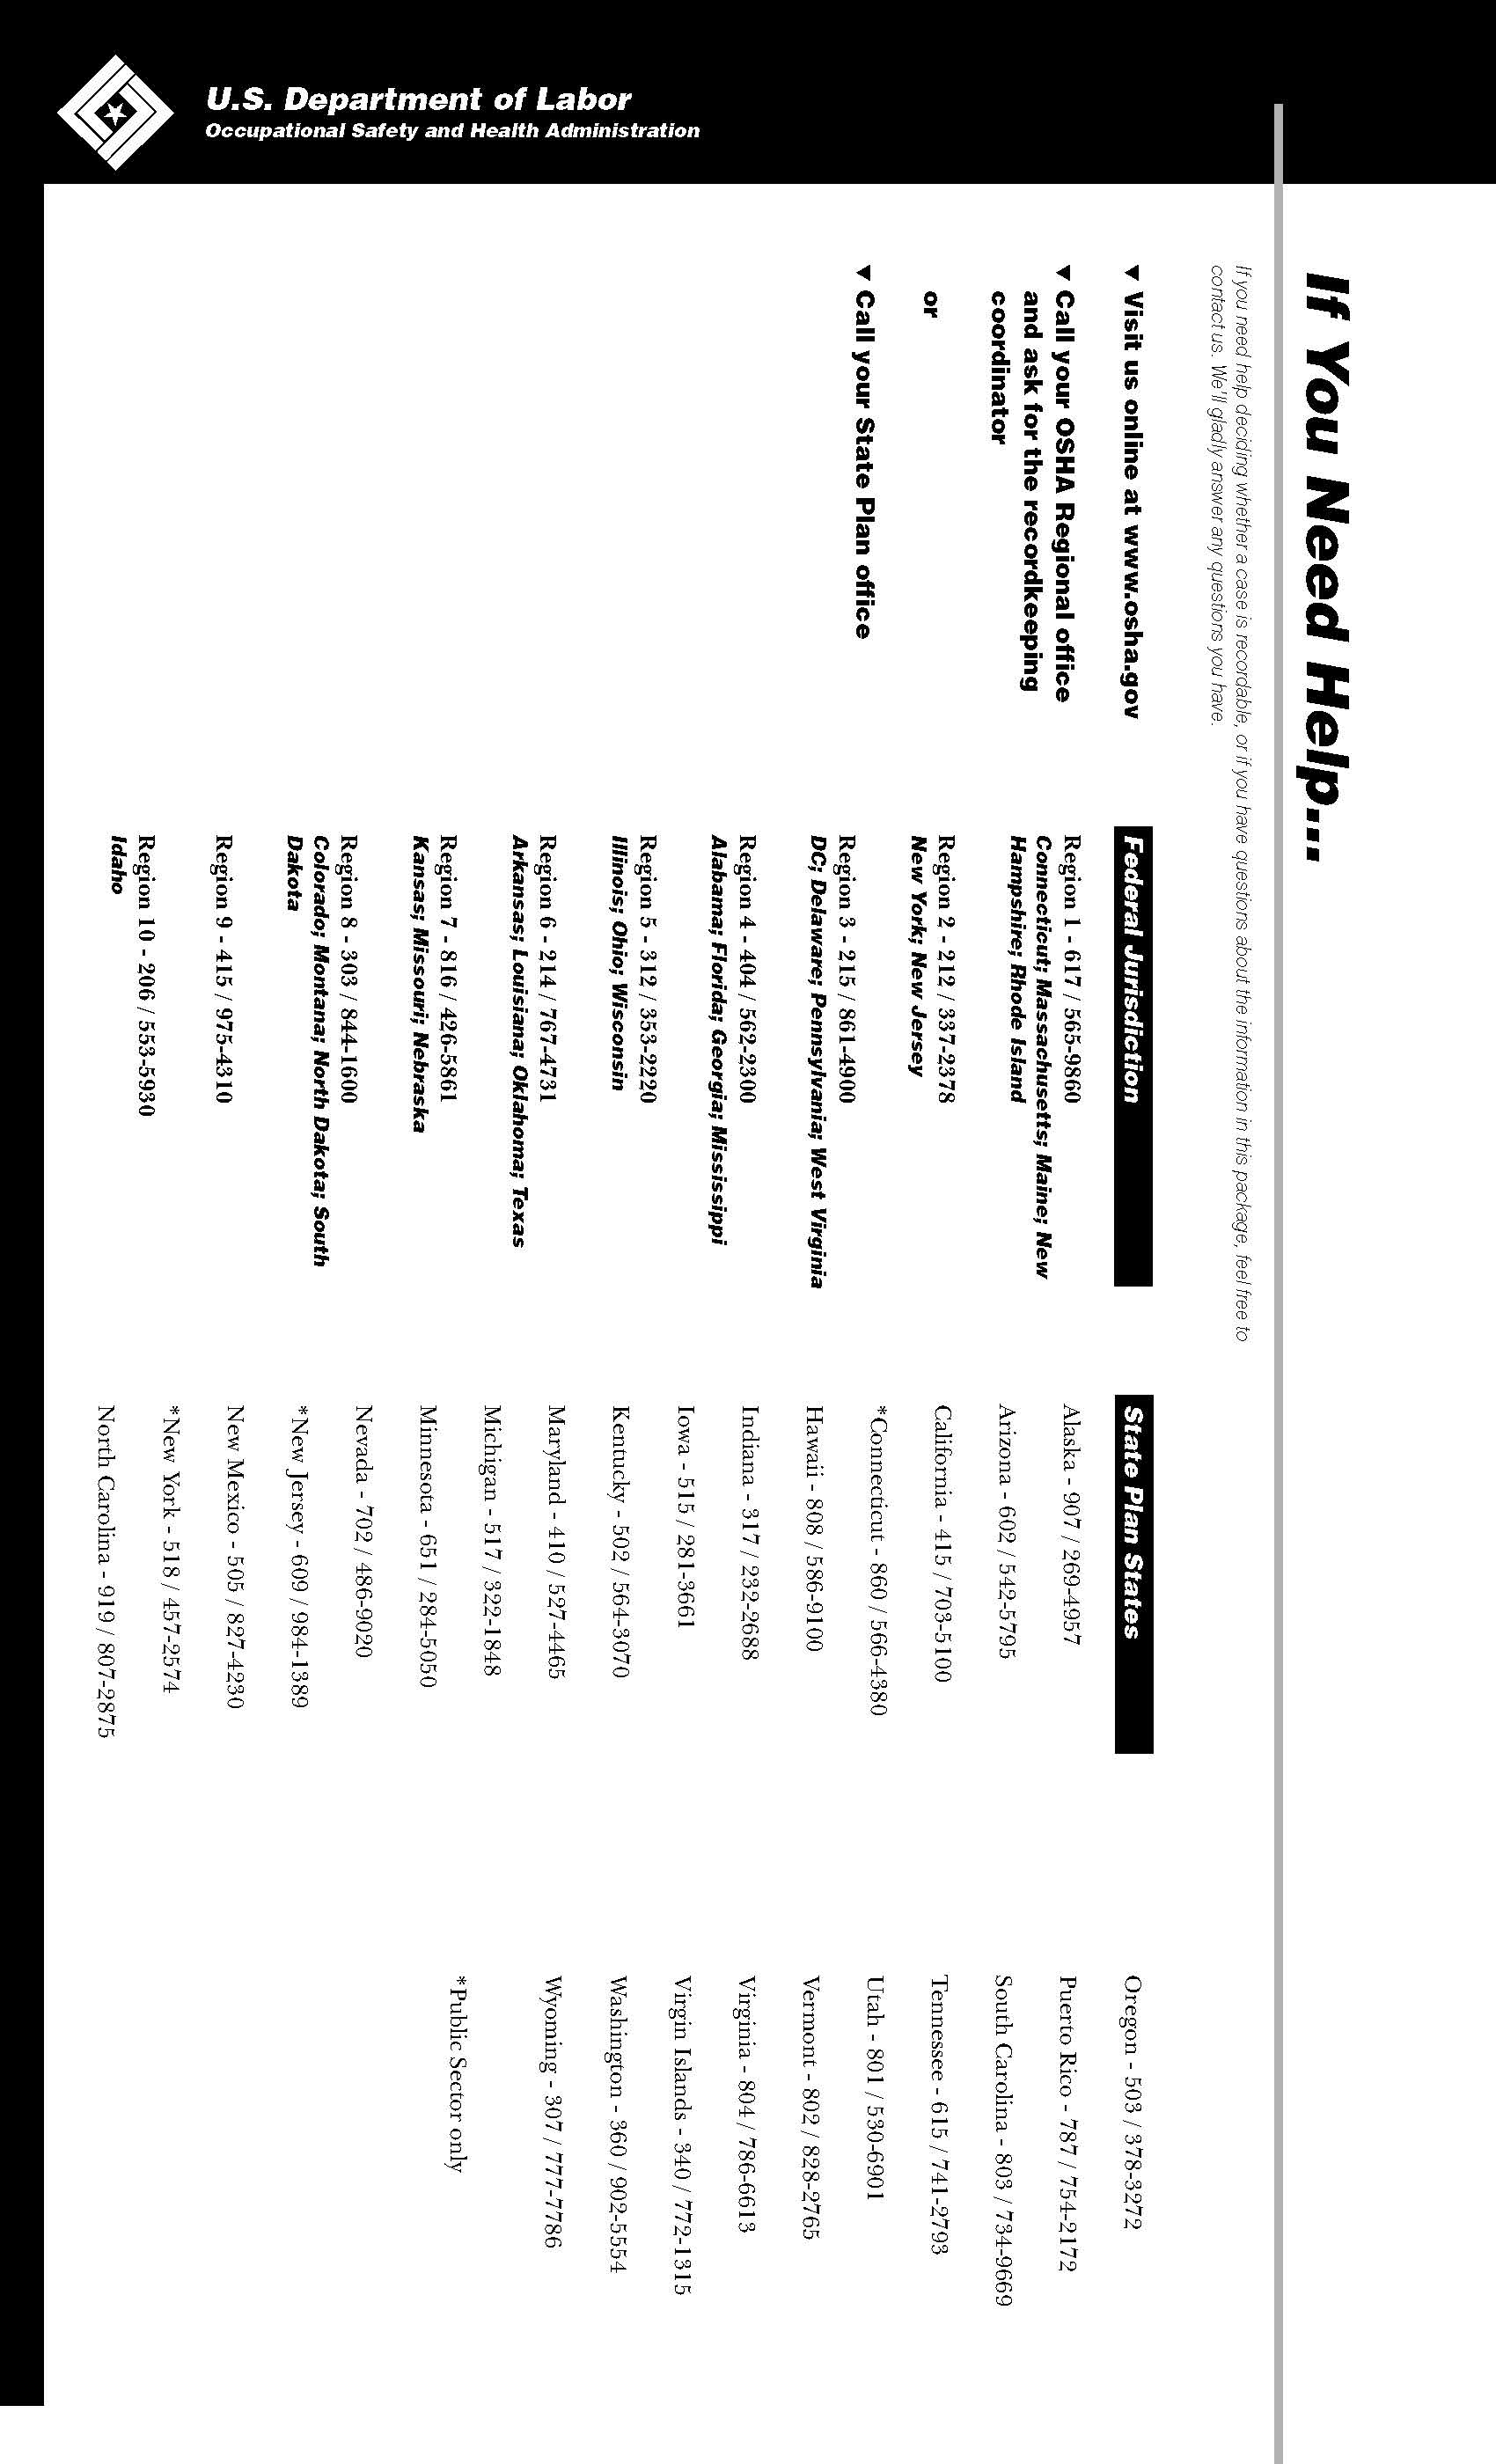 U.S. Department of Labor
Occupational Safety and Health Administration
If You Need Help...
If you need help deciding whether a case is recordable, or if you have questions about the information in this package, feel free to
contact us. We'll gladly answer any questions you have.
▼ Visit us online at www.osha.gov
▼ Call your OSHA Regional office
and ask for the recordkeeping
coordinator
or
▼ Call your State Plan office
Federal Jurisdiction
Region 1 - 617 / 565-9860
Connecticut; Massachusetts; Maine; New
Hampshire; Rhode Island
Region 2 - 212 / 337-2378
New York; New Jersey
Region 3 - 215 / 861-4900
DC; Delaware; Pennsylvania; West Virginia
Region 4 - 404 / 562-2300
Alabama; Florida; Georgia; Mississippi
Region 5 - 312 / 353-2220
Illinois; Ohio; Wisconsin
Region 6 - 214 / 767-4731
Arkansas; Louisiana; Oklahoma; Texas
Region 7 - 816 / 426-5861
Kansas; Missouri; Nebraska
Region 8 - 303 / 844-1600
Colorado; Montana; North Dakota; South
Dakota
Region 9 - 415 / 975-4310
Region 10 - 206 / 553-5930
Idaho
State Plan States
Alaska - 907 / 269-4957
Arizona - 602 / 542-5795
California - 415 / 703-5100
*Connecticut - 860 / 566-4380
Hawaii - 808 / 586-9100
Indiana - 317 / 232-2688
Iowa - 515 / 281-3661
Kentucky - 502 / 564-3070
Maryland - 410 / 527-4465
Michigan - 517 / 322-1848
Minnesota - 651 / 284-5050
Nevada - 702 / 486-9020
*New Jersey - 609 / 984-1389
New Mexico - 505 / 827-4230
*New York - 518 / 457-2574
North Carolina - 919 / 807-2875
Oregon - 503 / 378-3272
Puerto Rico - 787 / 754-2172
South Carolina - 803 / 734-9669
Tennessee - 615 / 741-2793
Utah - 801 / 530-6901
Vermont - 802 / 828-2765
Virginia - 804 / 786-6613
Virgin Islands - 340 / 772-1315
Washington - 360 / 902-5554
Wyoming - 307 / 777-7786
*Public Sector only